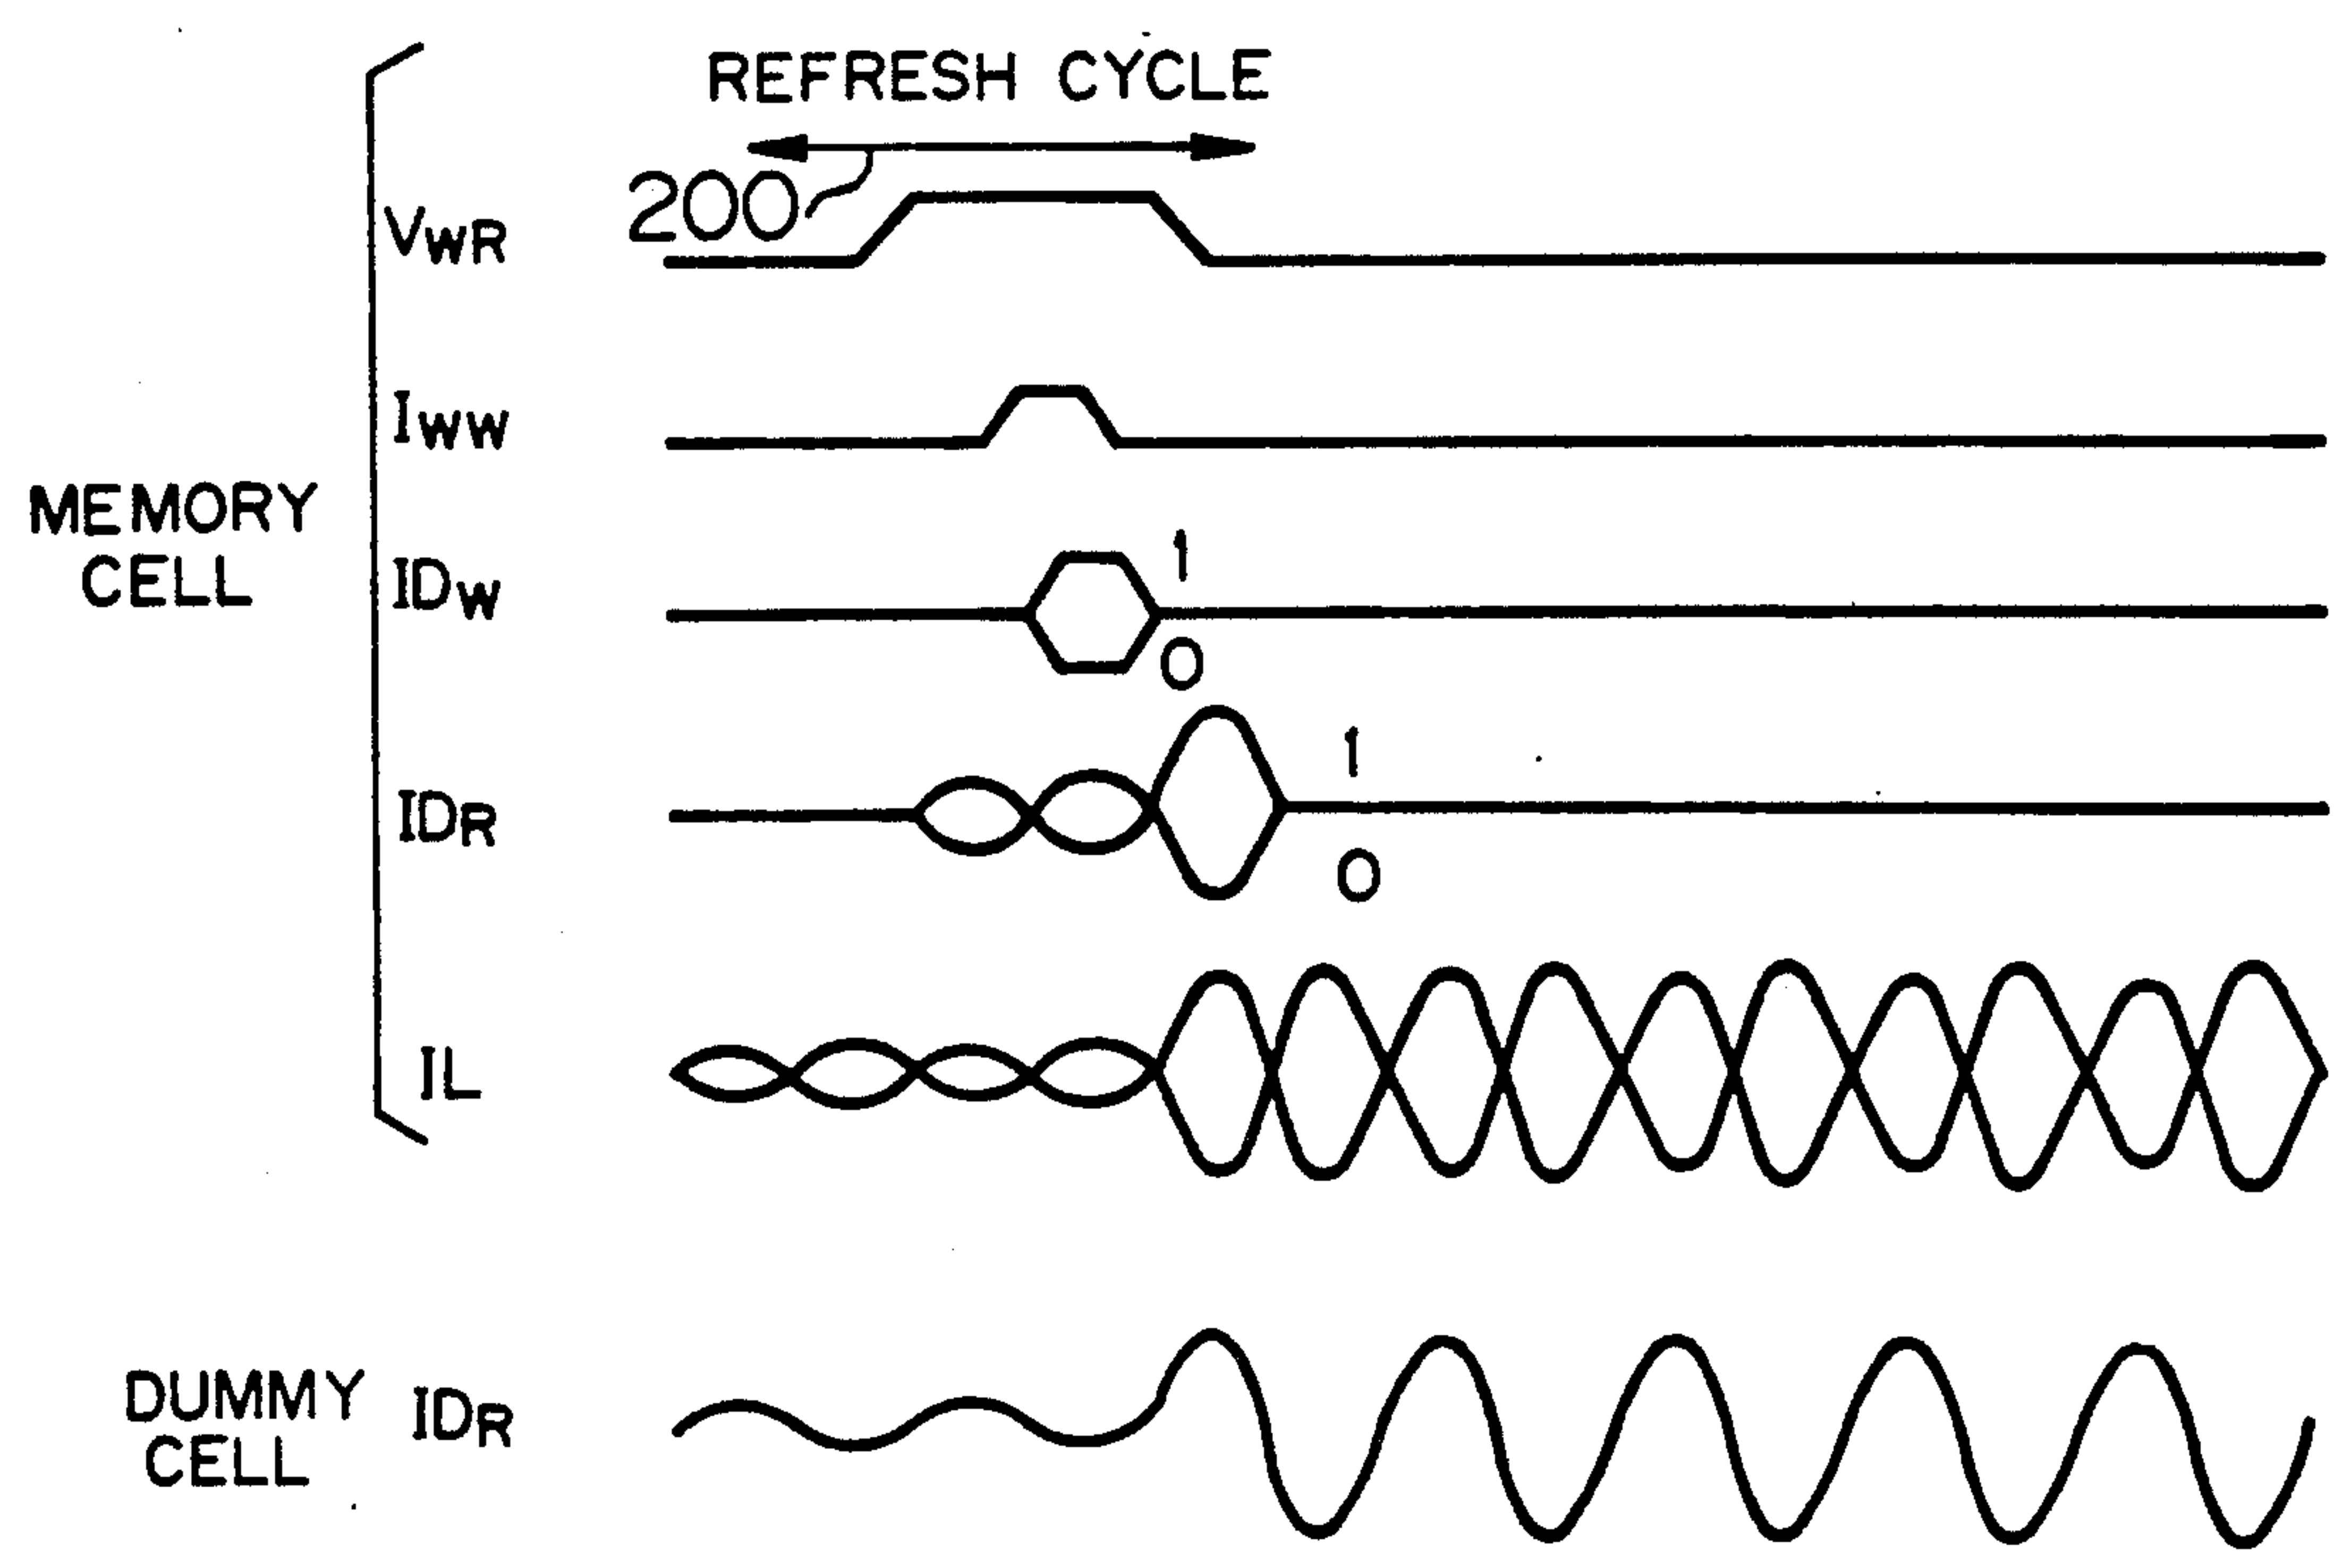 REFRESH CYCLE
200
VWR
IWW
MEMORY
CELL
IDW
1
0
IDR
1
0
IL
DUMMY
CELL
IDR